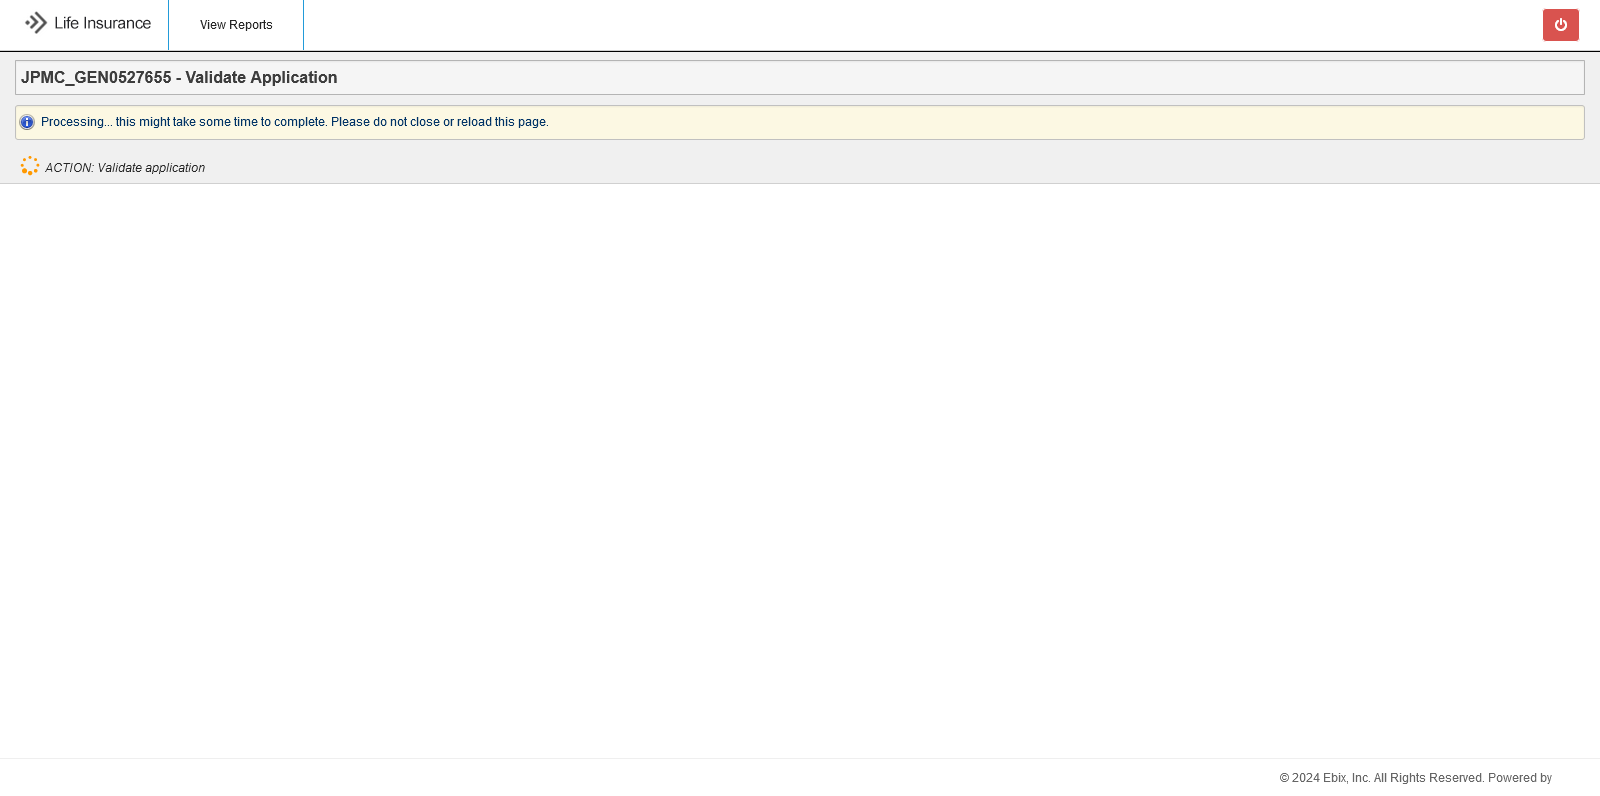 Life Insurance
View Reports
JPMC_GEN0527655 - Validate Application
Processing... this might take some time to complete. Please do not close or reload this page.
ACTION: Validate application
© 2024 Ebix, Inc. All Rights Reserved. Powered by